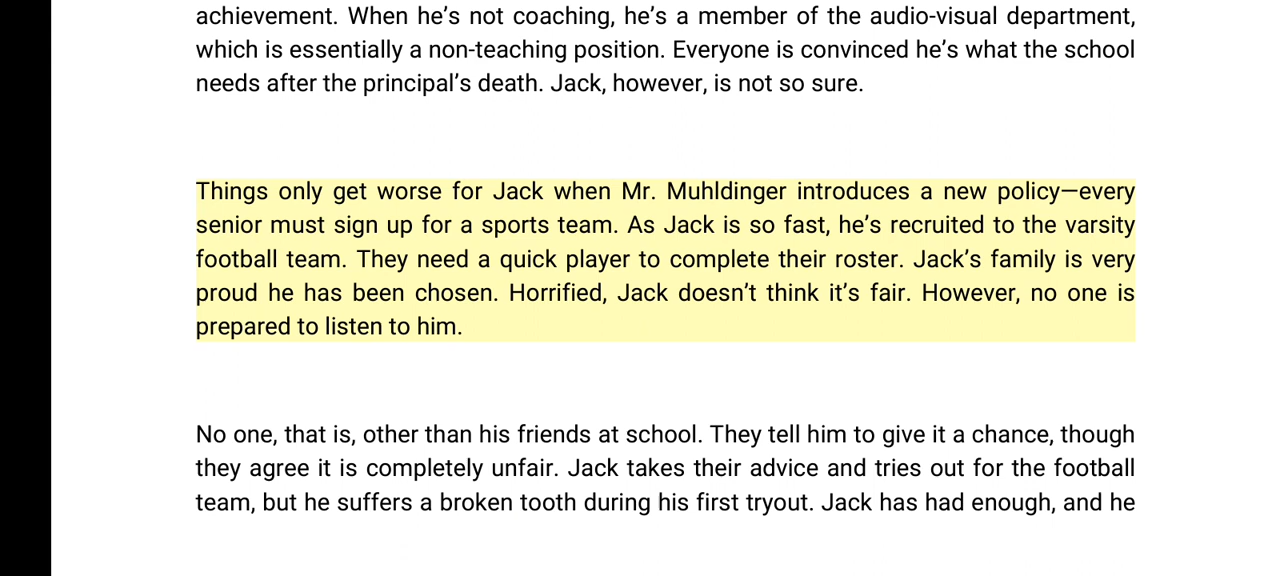 achievement. When he’s not coaching, he’s a member of the audio-visual department,
which is essentially a non-teaching position. Everyone is convinced he’s what the school
needs after the principal’s death. Jack, however, is not so sure.
Things only get worse for Jack when Mr. Muhldinger introduces a new policy—every
senior must sign up for a sports team. As Jack is so fast, he’s recruited to the varsity
football team. They need a quick player to complete their roster. Jack’s family is very
proud he has been chosen. Horrified, Jack doesn’t think it’s fair. However, no one is
prepared to listen to him.
No one, that is, other than his friends at school. They tell him to give it a chance, though
they agree it is completely unfair. Jack takes their advice and tries out for the football
team, but he suffers a broken tooth during his first tryout. Jack has had enough, and he